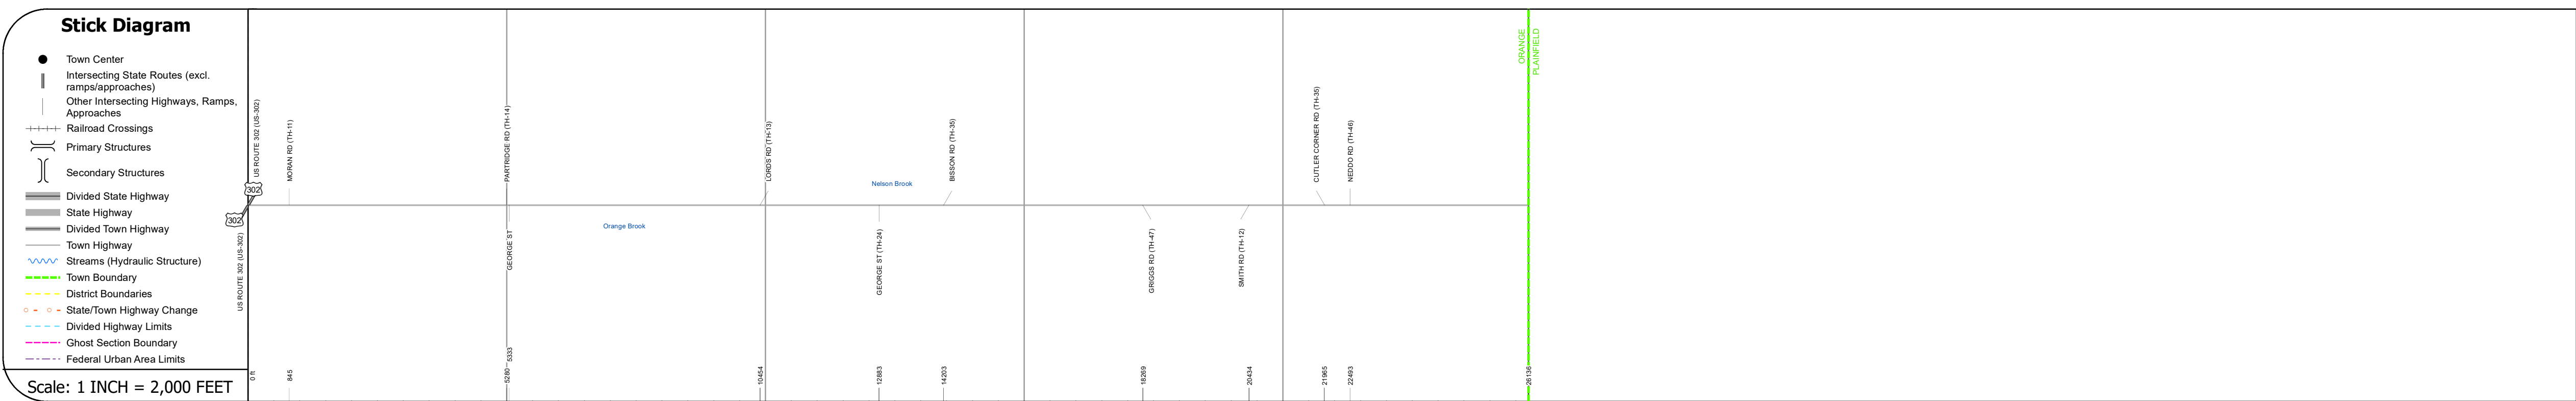 Stick Diagram
Town Center
Intersecting State Routes (excl.
ramps/approaches)
Other Intersecting Highways, Ramps,
Approaches
Railroad Crossings
Primary Structures
Secondary Structures
Divided State Highway
State Highway
Divided Town Highway
Town Highway
Streams (Hydraulic Structure)
Town Boundary
District Boundaries
State/Town Highway Change
Divided Highway Limits
Ghost Section Boundary
Federal Urban Area Limits
Scale: 1 INCH = 2,000 FEET
US ROUTE 302 (US-302)
302
302
US ROUTE 302 (US-302)
MORAN RD (TH-11)
PARTRIDGE RD (TH-14)
GEORGE ST
Orange Brook
LORDS RD (TH-13)
Nelson Brook
GEORGE ST (TH-24)
BISSON RD (TH-35)
GRIGGS RD (TH-47)
SMITH RD (TH-12)
CUTLER CORNER RD (TH-35)
NEDDO RD (TH-46)
ORANGE
PLAINFIELD
0 ft
845
5280
5333
10454
12883
14203
18269
20434
21965
22493
26136